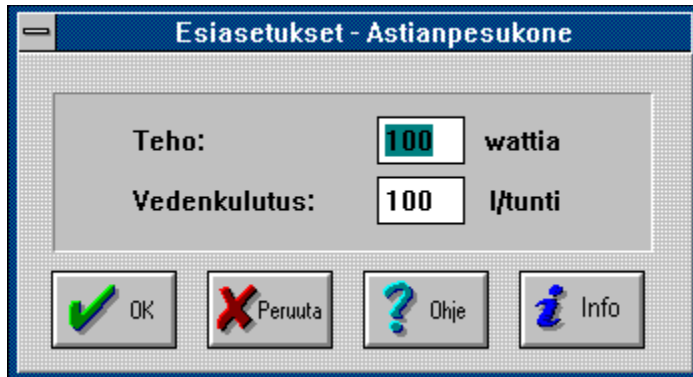 Esiasetukset - Astianpesukone
Teho: 100 wattia
Vedenkulutus: 100 l/tunti
OK Peruuta Ohje Info